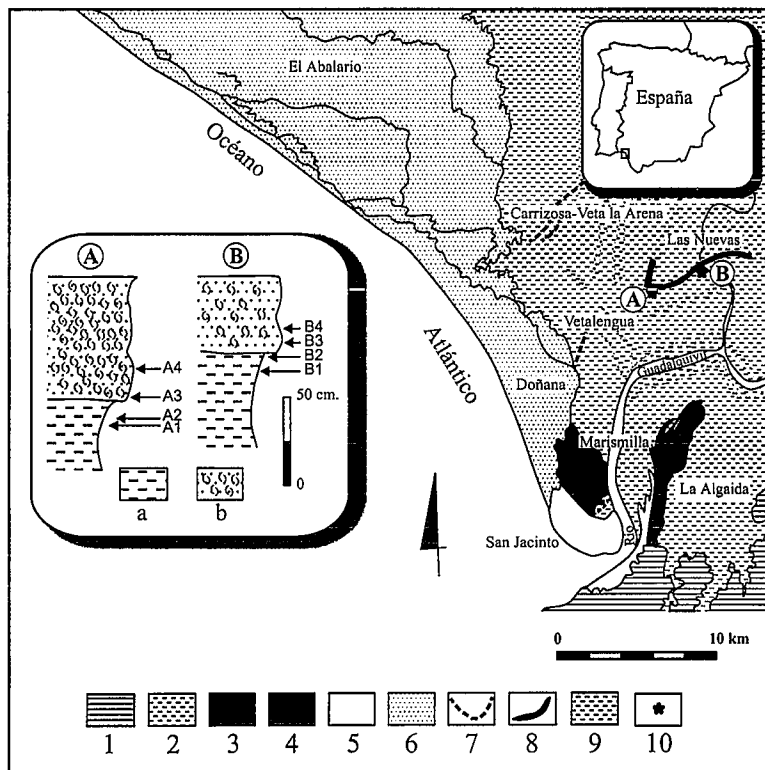 El Abalario
España
Océano
Atlántico
Carrizosa-Veta la Arena
Las Nuevas
A
B
Vetalengua
Guadalquivir
Río
Doñana
Marismilla
La Algaida
San Jacinto
A
B
A4
A3
A2
A1
B4
B3
B2
B1
50 cm.
0
a
b
0 10 km
1 2 3 4 5 6 7 8 9 10